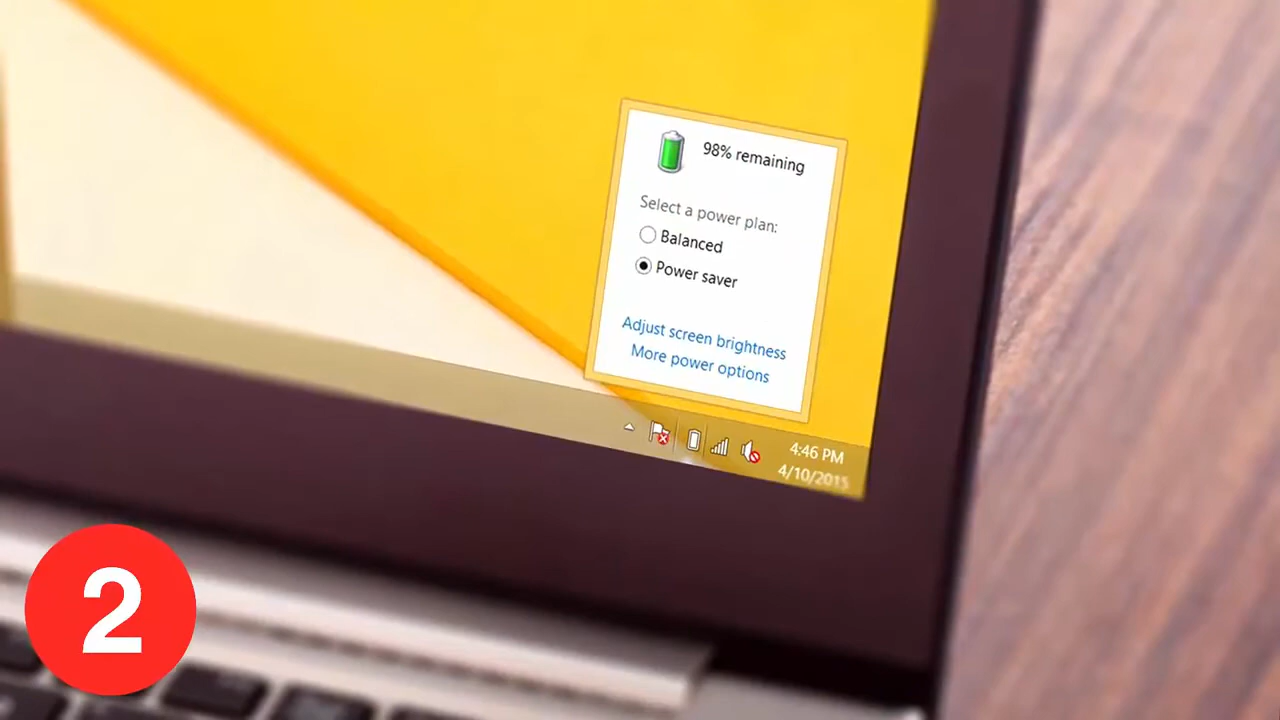 98% remaining
Select a power plan:
Balanced
Power saver
Adjust screen brightness
More power options
4:46 PM
4/10/2015
2